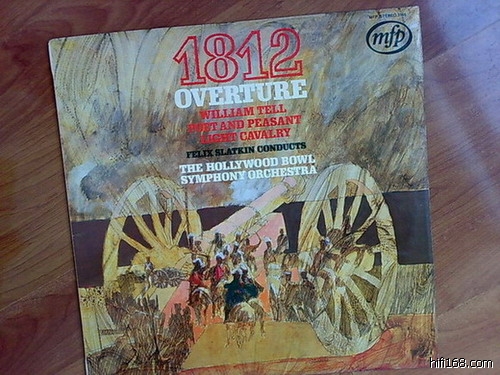 mfp
1812
OVERTURE
WILLIAM TELL
POET AND PEASANT
LIGHT CAVALRY
FELIX SLATKIN CONDUCTS
THE HOLLYWOOD BOWL
SYMPHONY ORCHESTRA
hifi168.com